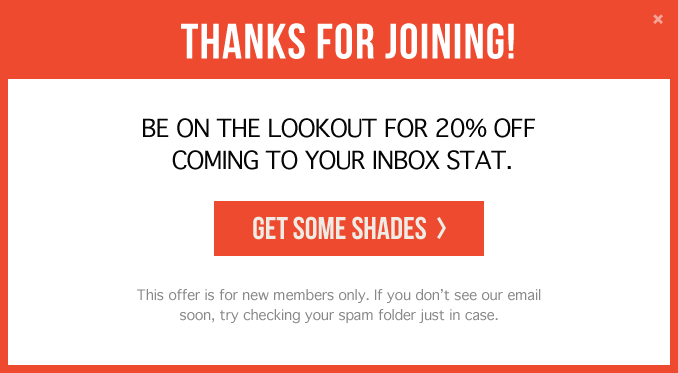 THANKS FOR JOINING!
BE ON THE LOOKOUT FOR 20% OFF
COMING TO YOUR INBOX STAT.
GET SOME SHADES
This offer is for new members only. If you don’t see our email
soon, try checking your spam folder just in case.